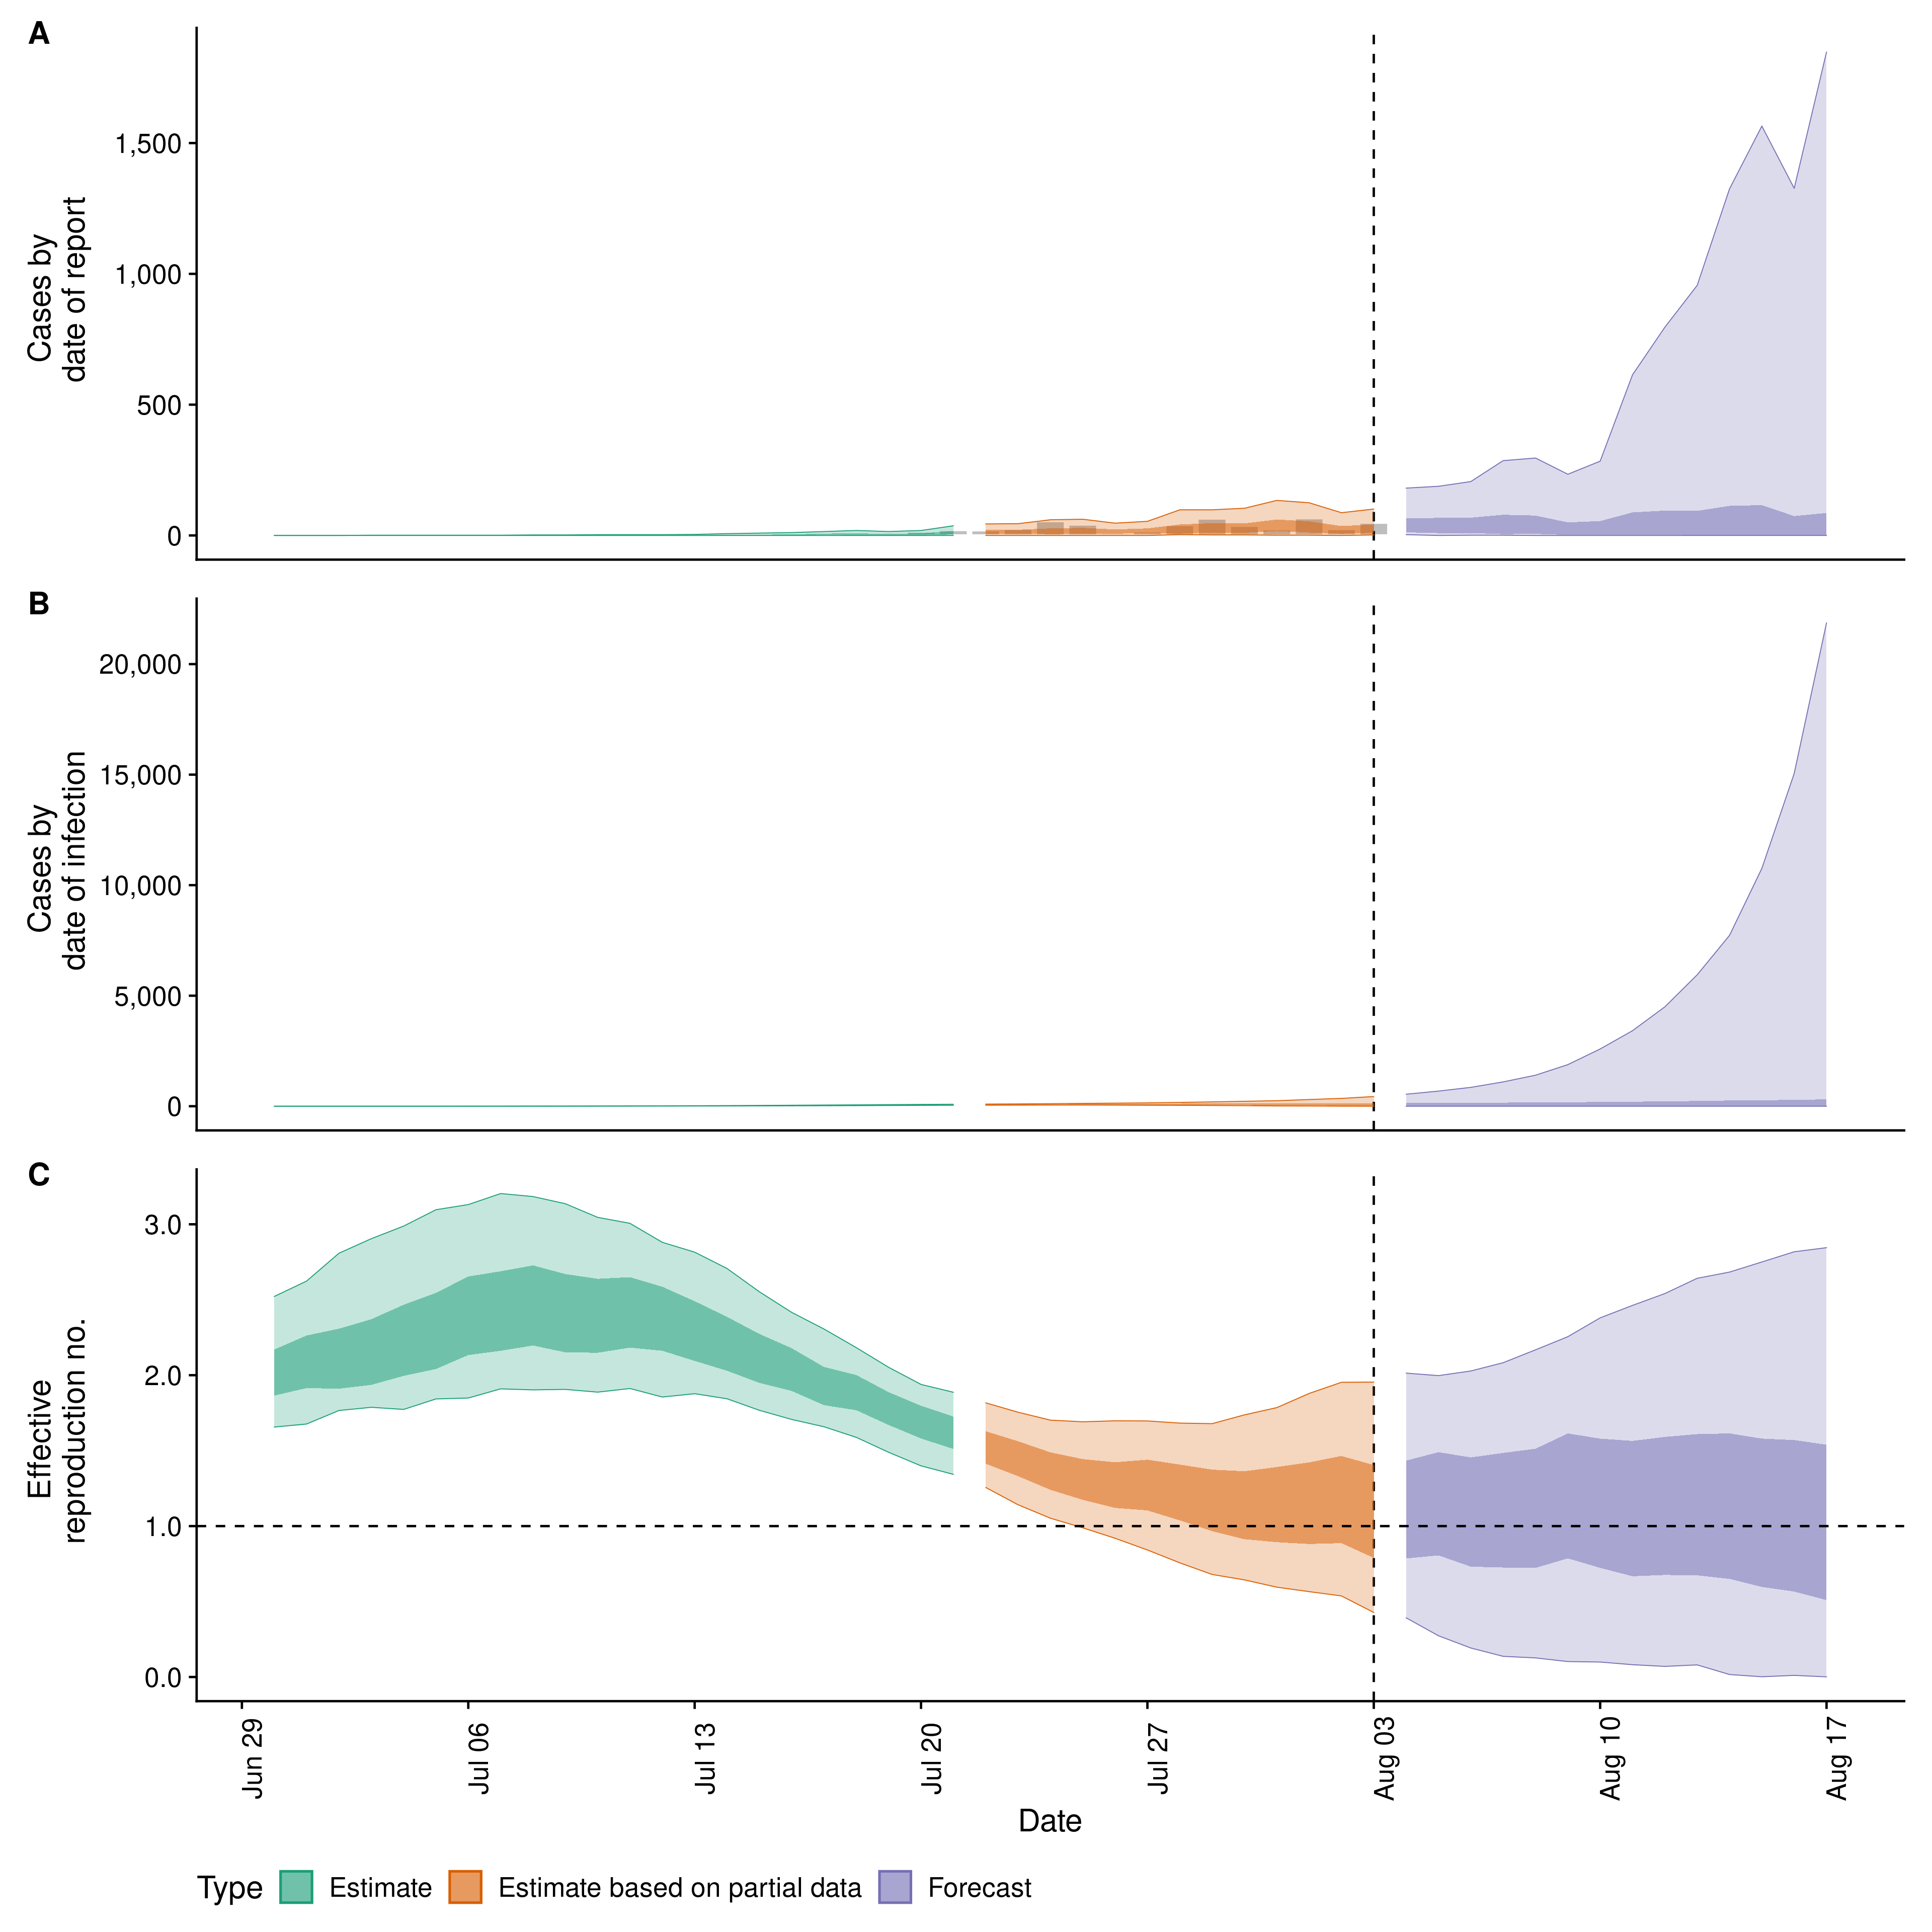 A
Cases by
date of report
1,500
1,000
500
0
B
Cases by
date of infection
20,000
15,000
10,000
5,000
0
C
Effective
reproduction no.
3.0
2.0
1.0
0.0
Jun 29
Jul 06
Jul 13
Jul 20
Jul 27
Aug 03
Aug 10
Aug 17
Date
Type Estimate Estimate based on partial data Forecast